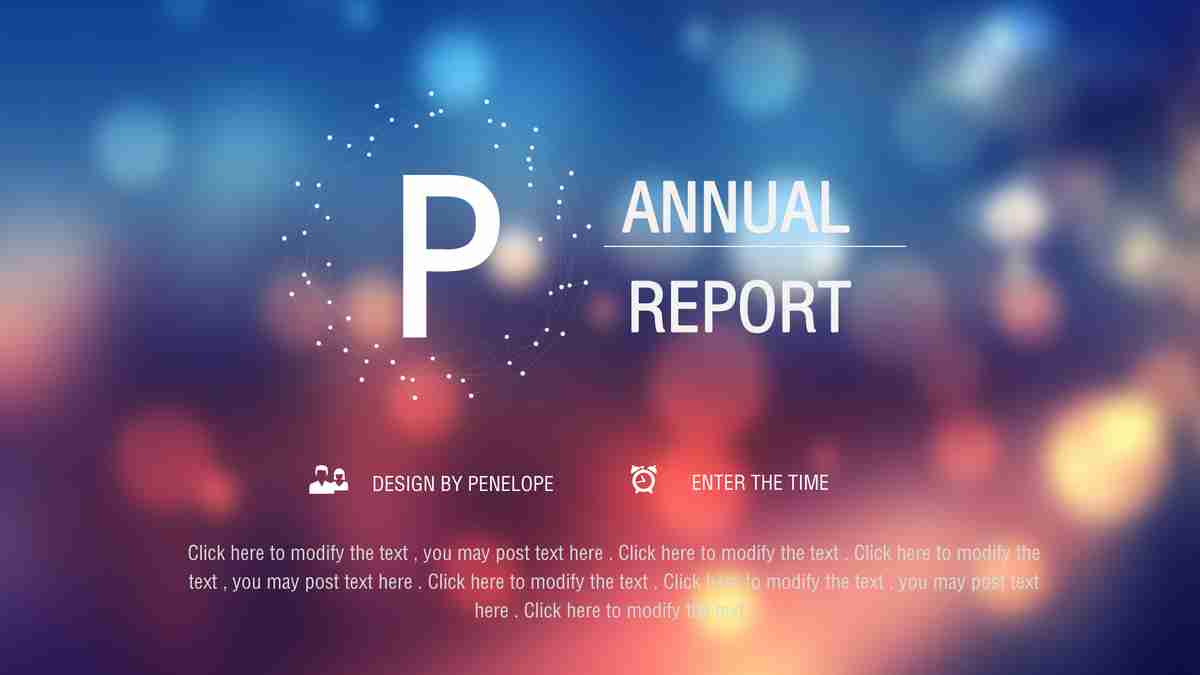 P
ANNUAL
REPORT
DESIGN BY PENELOPE
ENTER THE TIME
Click here to modify the text , you may post text here . Click here to modify the text . Click here to modify the
text , you may post text here . Click here to modify the text . Click here to modify the text , you may post text
here . Click here to modify the text .